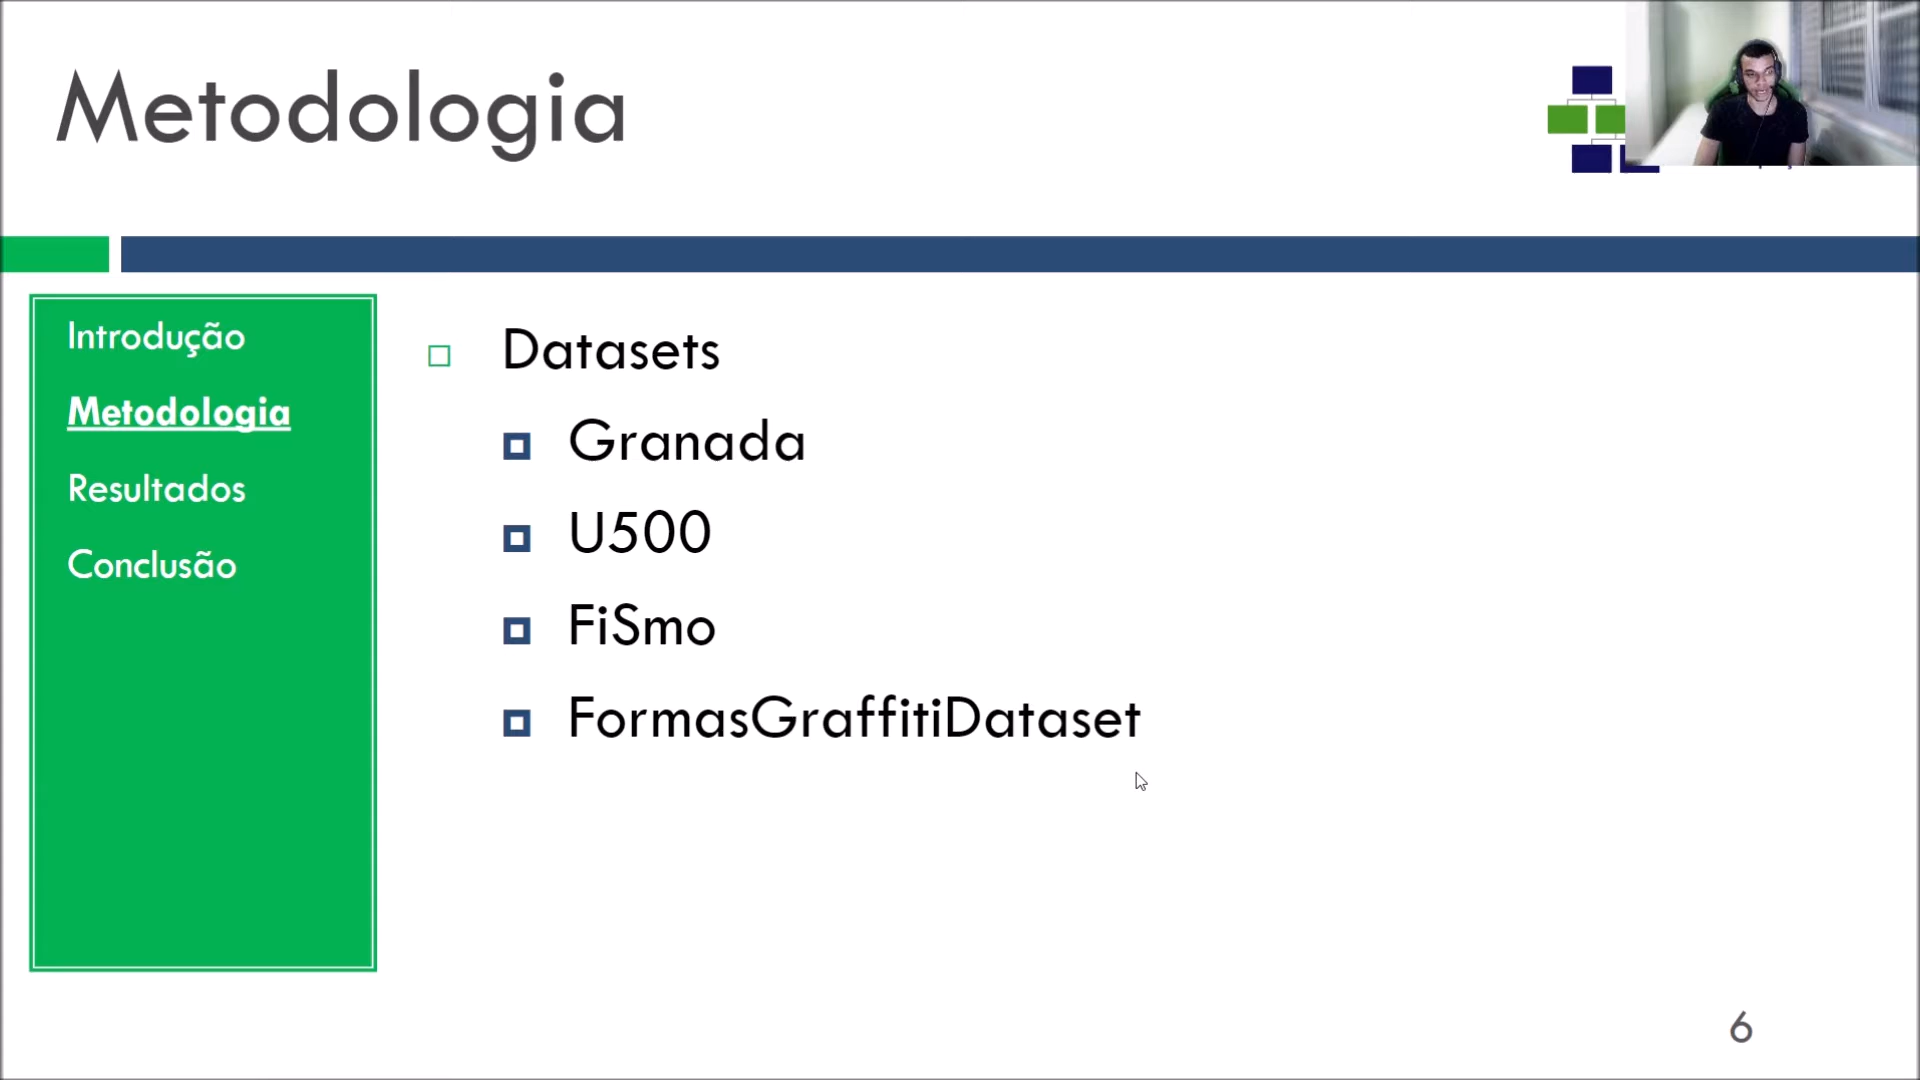 Metodologia
Introdução
Metodologia
Resultados
Conclusão
Datasets
Granada
U500
FiSmo
FormasGraffitiDataset
6